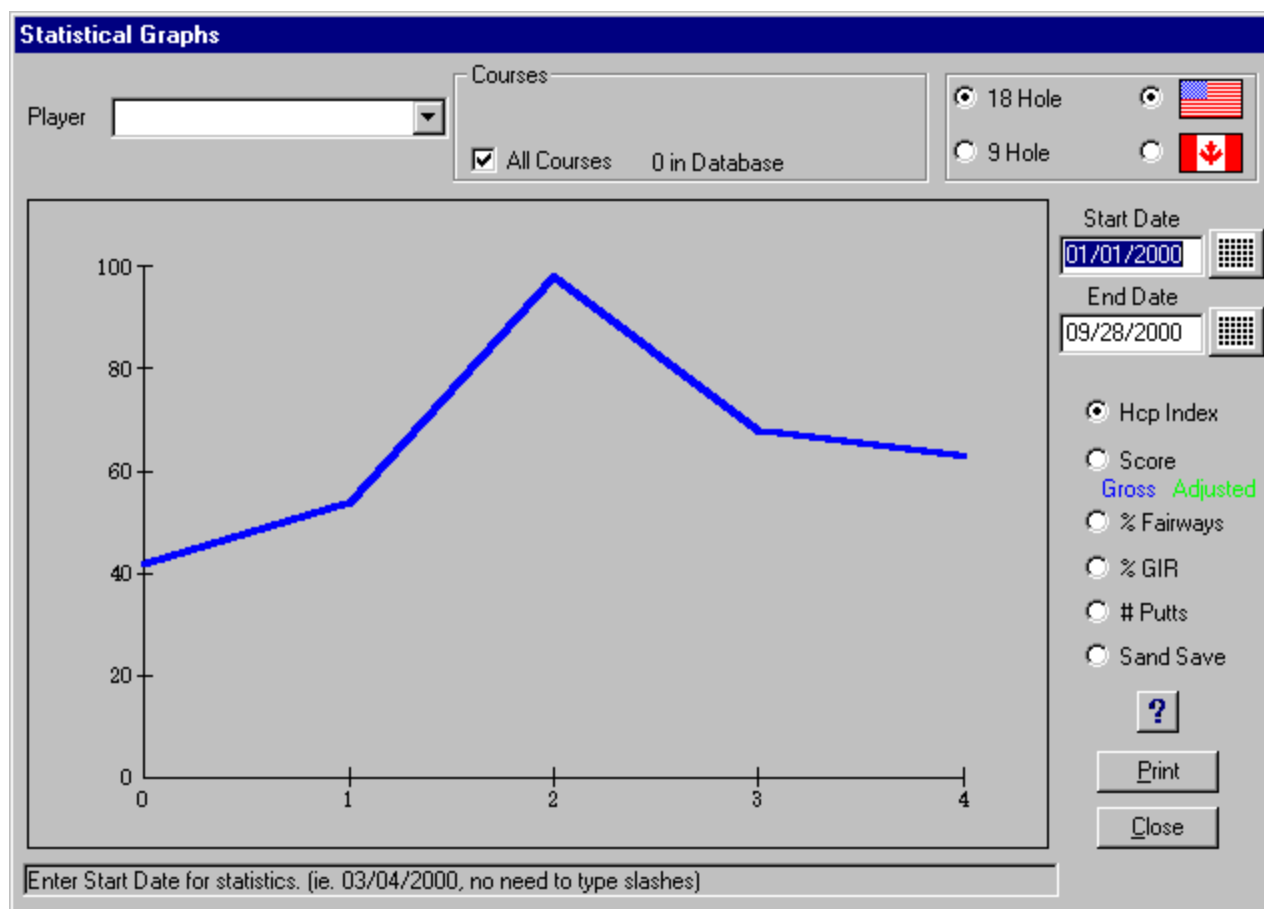 Statistical Graphs
Player
Courses
All Courses 0 in Database
18 Hole
9 Hole
Start Date
01/01/2000
End Date
09/28/2000
Hcp Index
Score
Gross Adjusted
% Fairways
% GIR
# Putts
Sand Save
?
Print
Close
100
80
60
40
20
0
0 1 2 3 4
Enter Start Date for statistics. (ie. 03/04/2000, no need to type slashes)